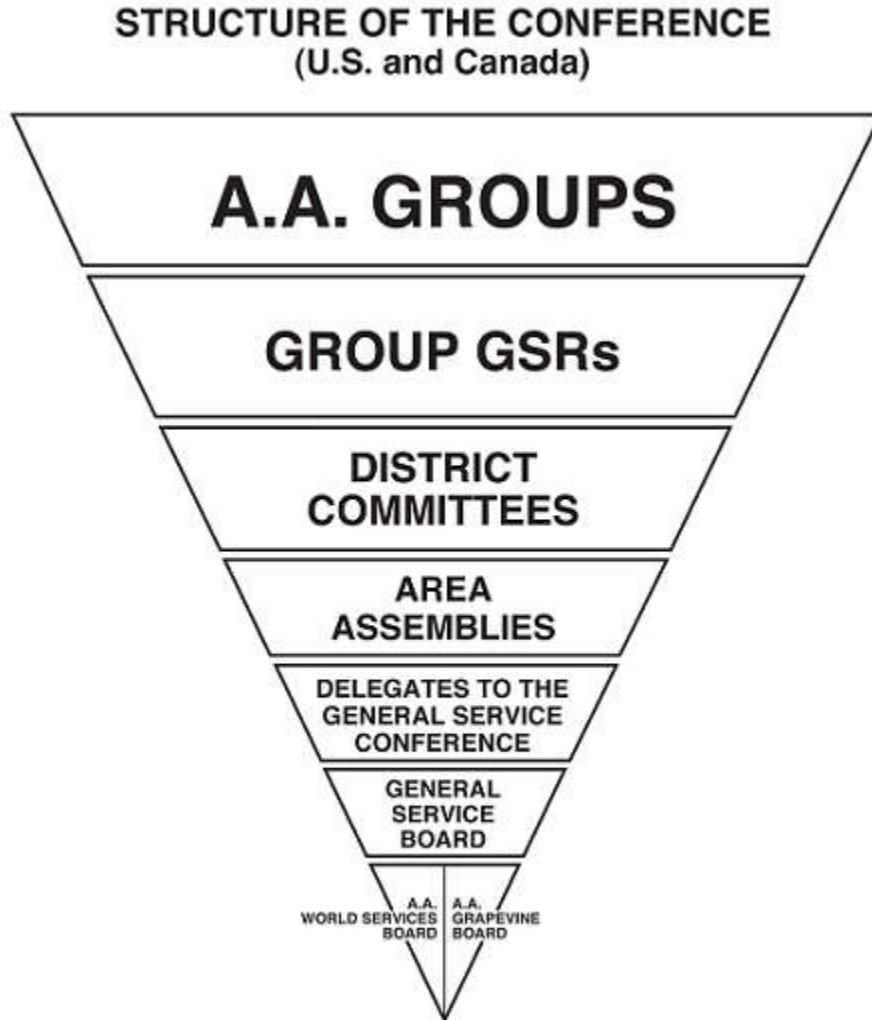 STRUCTURE OF THE CONFERENCE
(U.S. and Canada)
A.A. GROUPS
GROUP GSRs
DISTRICT
COMMITTEES
AREA
ASSEMBLIES
DELEGATES TO THE
GENERAL SERVICE
CONFERENCE
GENERAL
SERVICE
BOARD
A.A.
WORLD SERVICES
BOARD
A.A.
GRAPEVINE
BOARD